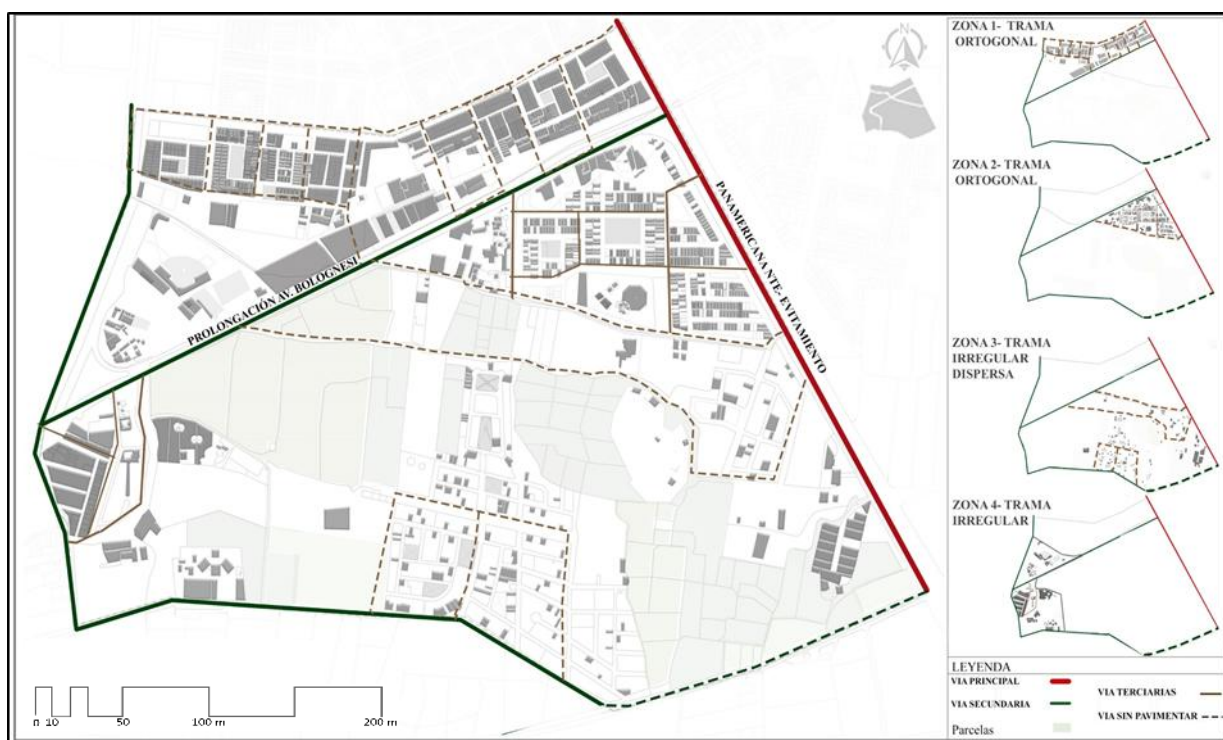 N
PROLONGACIÓN AV. BOLOGNESI
PANAMERICANA NTE- EVITAMIENTO
0 10
50
100 m
200 m
ZONA 1- TRAMA
ORTOGONAL
ZONA 2- TRAMA
ORTOGONAL
ZONA 3- TRAMA
IRREGULAR
DISPERSA
ZONA 4- TRAMA
IRREGULAR
LEYENDA
VIA PRINCIPAL
VIA SECUNDARIA
Parcelas
VIA TERCIARIAS
VIA SIN PAVIMENTAR